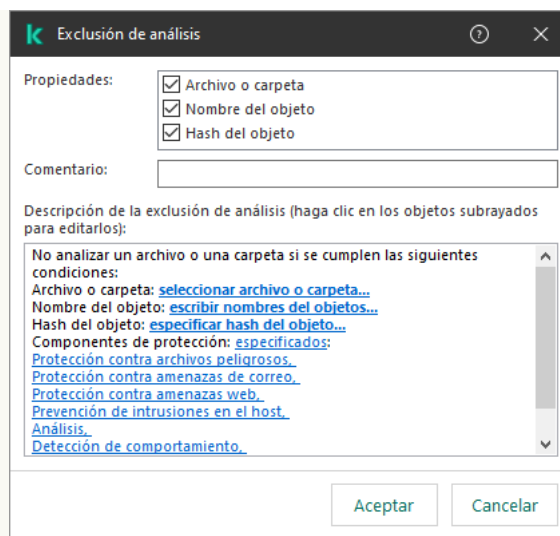 Exclusión de análisis
Propiedades:
Archivo o carpeta
Nombre del objeto
Hash del objeto
Comentario:
Descripción de la exclusión de análisis (haga clic en los objetos subrayados
para editarlos):
No analizar un archivo o una carpeta si se cumplen las siguientes
condiciones:
Archivo o carpeta: seleccionar archivo o carpeta...
Nombre del objeto: escribir nombres del objetos...
Hash del objeto: especificar hash del objeto...
Componentes de protección: especificados:
Protección contra archivos peligrosos,
Protección contra amenazas de correo,
Protección contra amenazas web,
Prevención de intrusiones en el host,
Análisis,
Detección de comportamiento,
Aceptar Cancelar